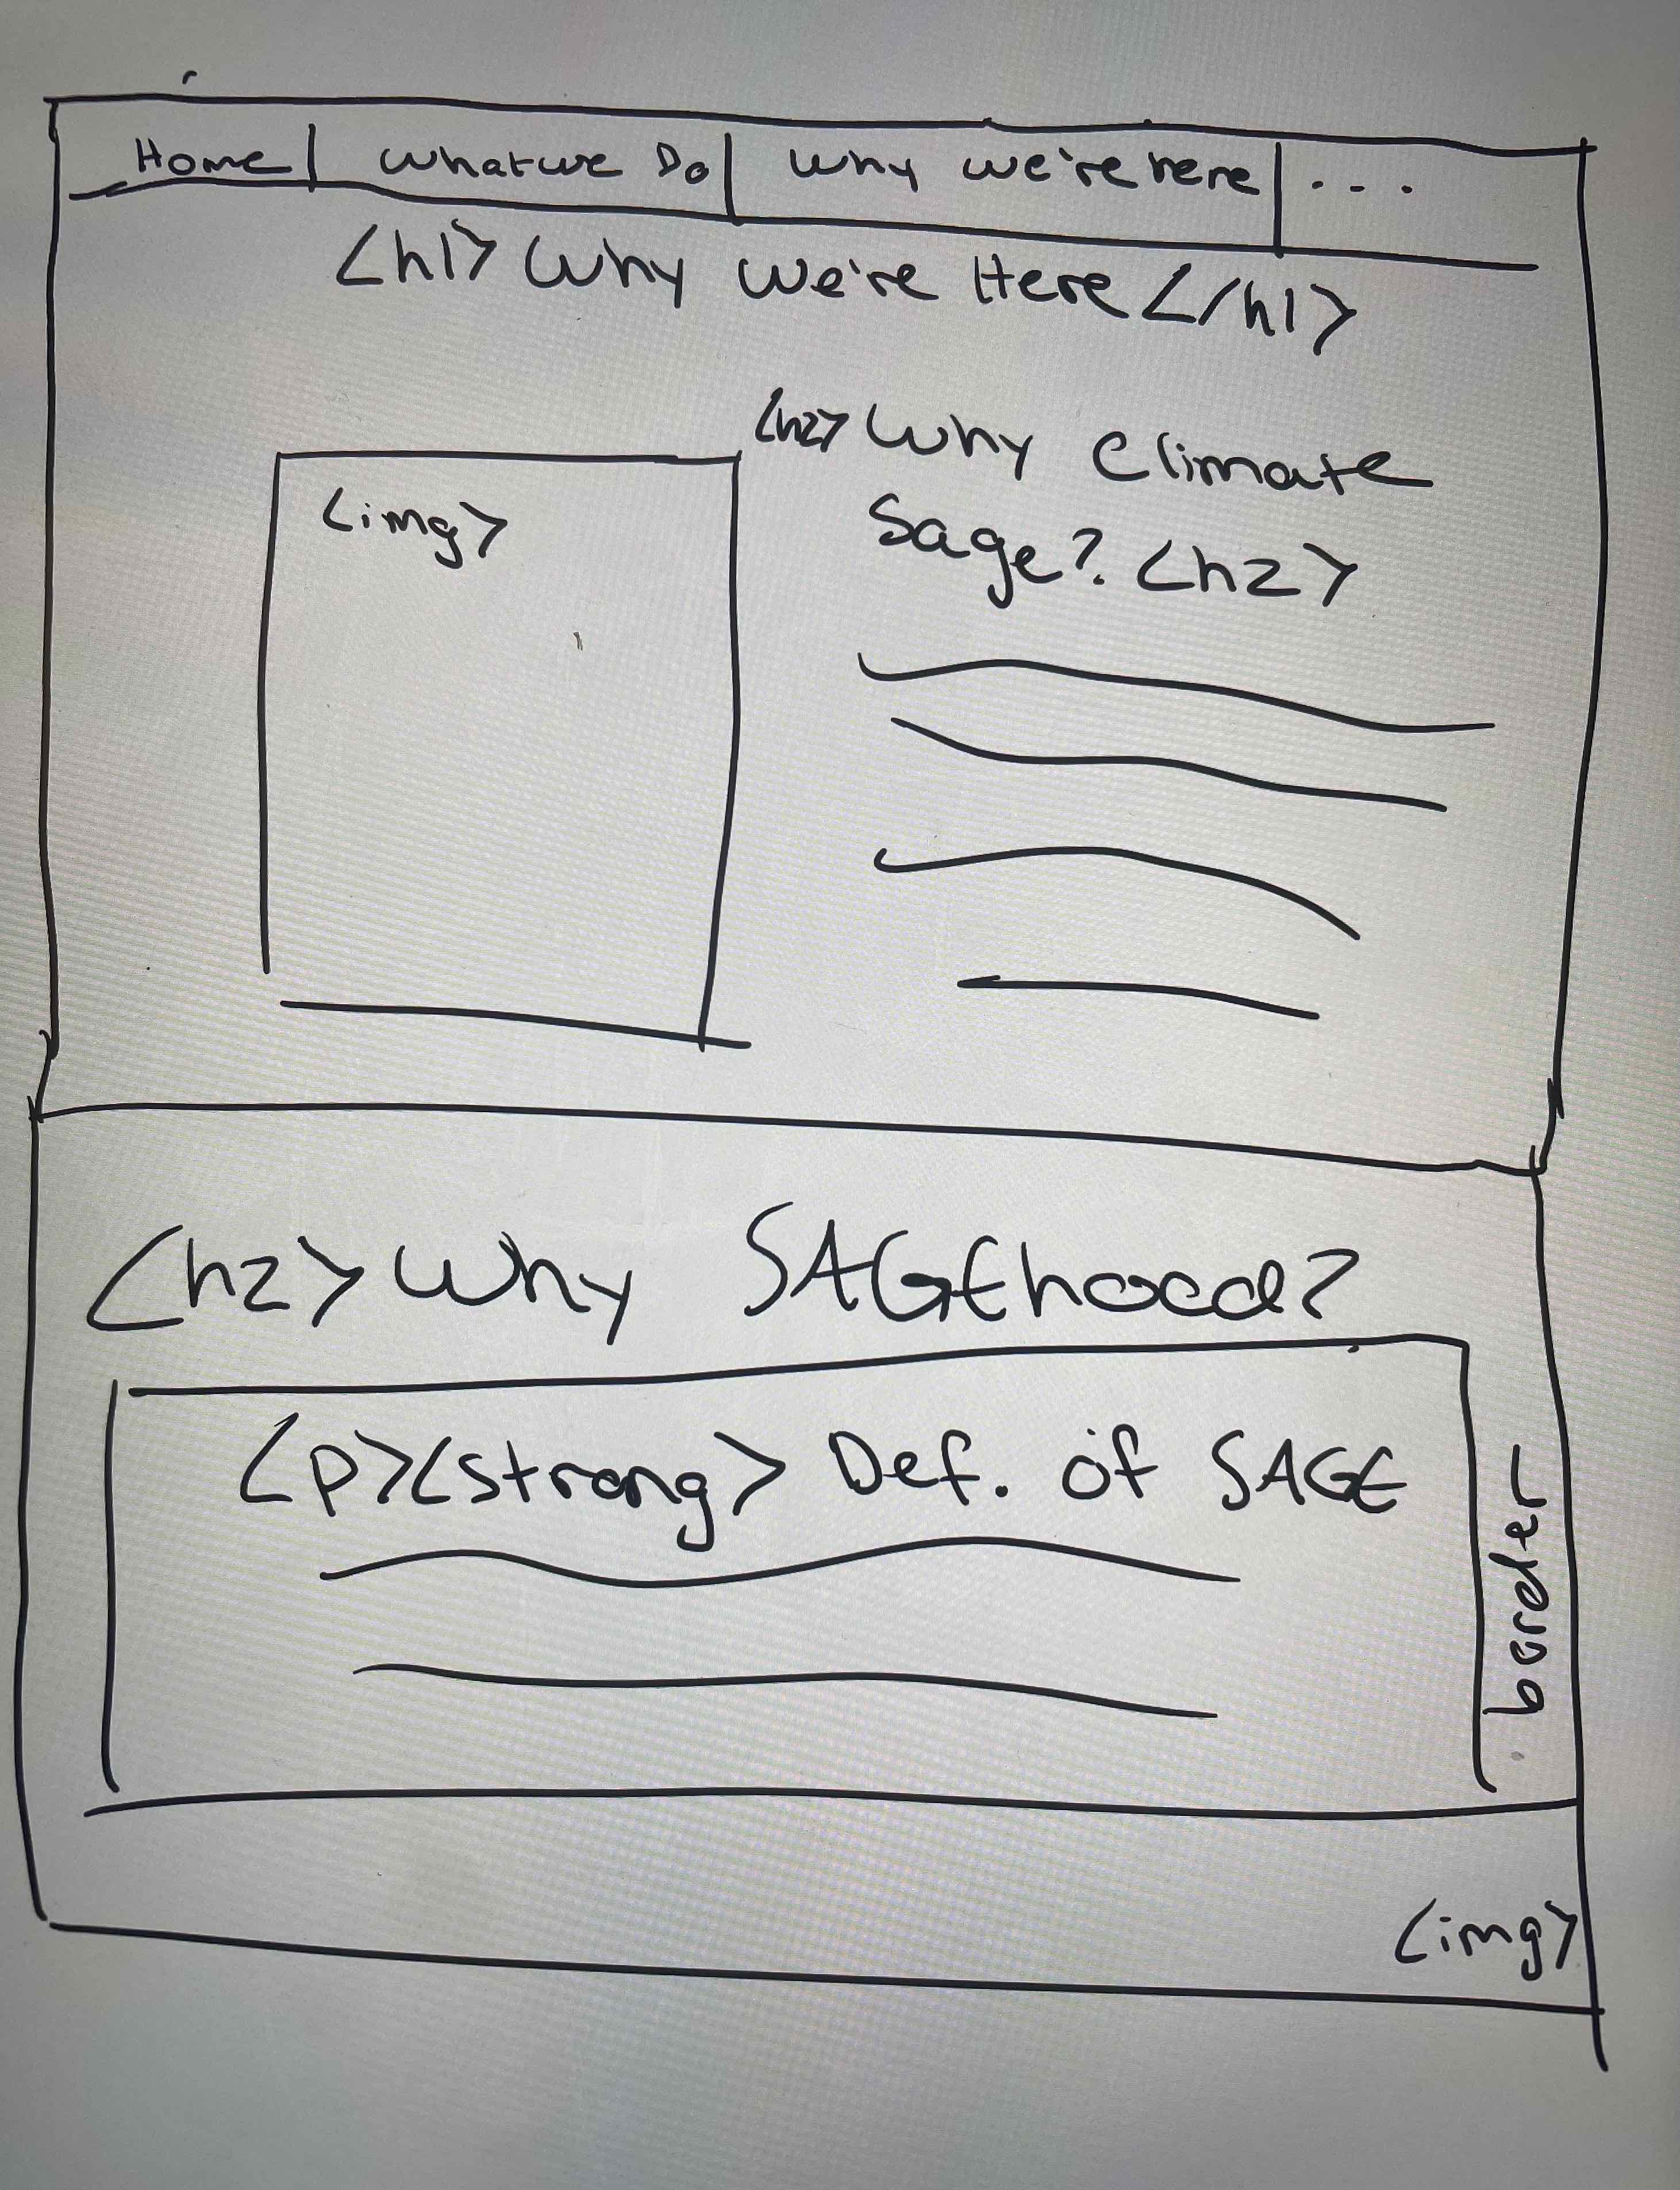 Home | What we Do | Why we're here | ...
<h1> Why We're Here </h1>
<h2> Why Climate
Sage? <h2>
<img>
<h2> Why SAGEhood?
<p><strong> Def. of SAGE
border
<img>